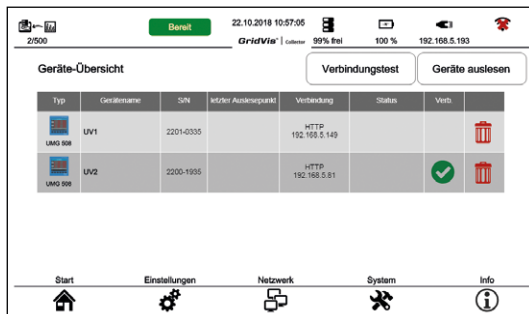 2/500
Bereit
22.10.2018 10:57:05
GridVis® | Collector
99% frei
100 %
192.168.5.193
Geräte-Übersicht
Verbindungstest
Geräte auslesen
Typ Gerätename S/N letzter Auslesepunkt Verbindung Status Verb.
UMG 508 UV1 2201-0335 HTTP
192.168.5.149
UMG 508 UV2 2200-1935 HTTP
192.168.5.81
Start Einstellungen Netzwerk System Info